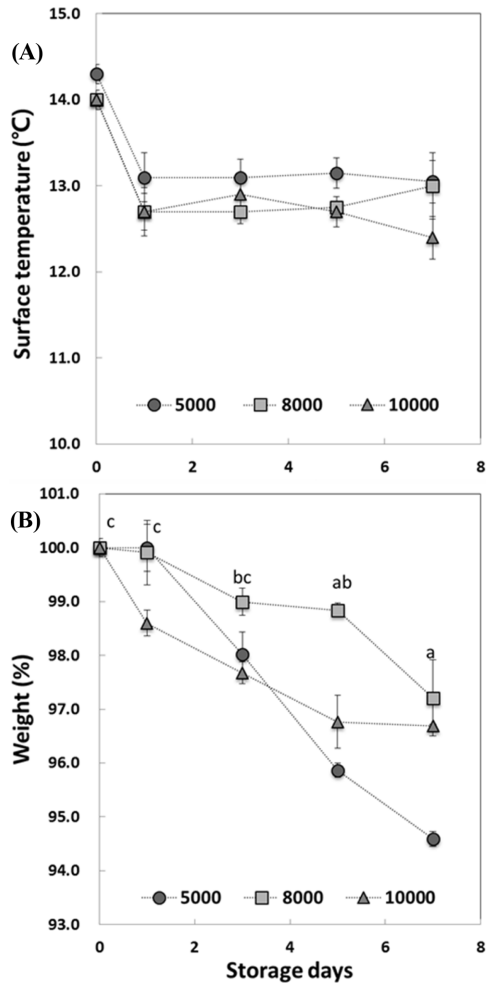 (A)
Surface temperature (℃)
15.0
14.0
13.0
12.0
11.0
10.0
5000 8000 10000
0 2 4 6 8
(B)
Weight (%)
101.0
100.0
99.0
98.0
97.0
96.0
95.0
94.0
93.0
c c
bc ab
a
5000 8000 10000
0 2 4 6 8
Storage days